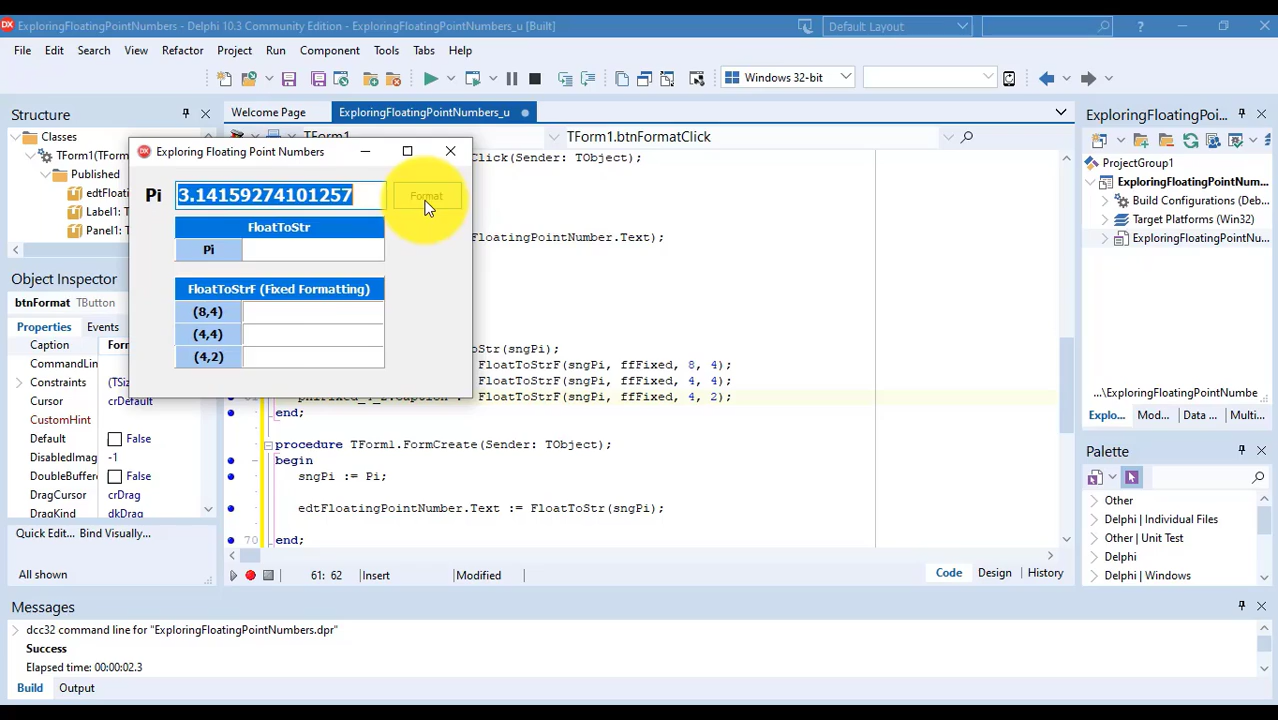 ExploringFloatingPointNumbers - Delphi 10.3 Community Edition - ExploringFloatingPointNumbers_u [Built]
Default Layout
File Edit Search View Refactor Project Run Component Tools Tabs Help
Windows 32-bit
Structure
Welcome Page
ExploringFloatingPointNumbers_u
ExploringFloatingPoi...
Classes
TForm1
TForm1.btnFormatClick
TForm1(TForm
Published
edtFloati
Label1: T
Panel1: T
Exploring Floating Point Numbers
Pi
3.14159274101257
Format
FloatToStr
Pi
FloatToStrF (Fixed Formatting)
(8,4)
(4,4)
(4,2)
Click(Sender: TObject);
FloatingPointNumber.Text);
Str(sngPi);
FloatToStrF(sngPi, ffFixed, 8, 4);
FloatToStrF(sngPi, ffFixed, 4, 4);
FloatToStrF(sngPi, ffFixed, 4, 2);
end;
procedure TForm1.FormCreate(Sender: TObject);
begin
sngPi := Pi;
edtFloatingPointNumber.Text := FloatToStr(sngPi);
70
end;
ProjectGroup1
ExploringFloatingPointNum...
Build Configurations (Deb...
Target Platforms (Win32)
ExploringFloatingPointNu...
...\ExploringFloatingPointNumbe
Explo... Mod... Data ... Multi...
Object Inspector
btnFormat TButton
Properties Events
Caption Form
CommandLin
Constraints (TSiz
Cursor crDefault
CustomHint
Default False
DisabledImag -1
DoubleBuffere False
DragCursor crDrag
DragKind dkDrag
Quick Edit... Bind Visually...
All shown
61: 62 Insert Modified
Code Design History
Palette
Other
Delphi | Individual Files
Other | Unit Test
Delphi
Delphi | Windows
Messages
dcc32 command line for "ExploringFloatingPointNumbers.dpr"
Success
Elapsed time: 00:00:02.3
Build Output